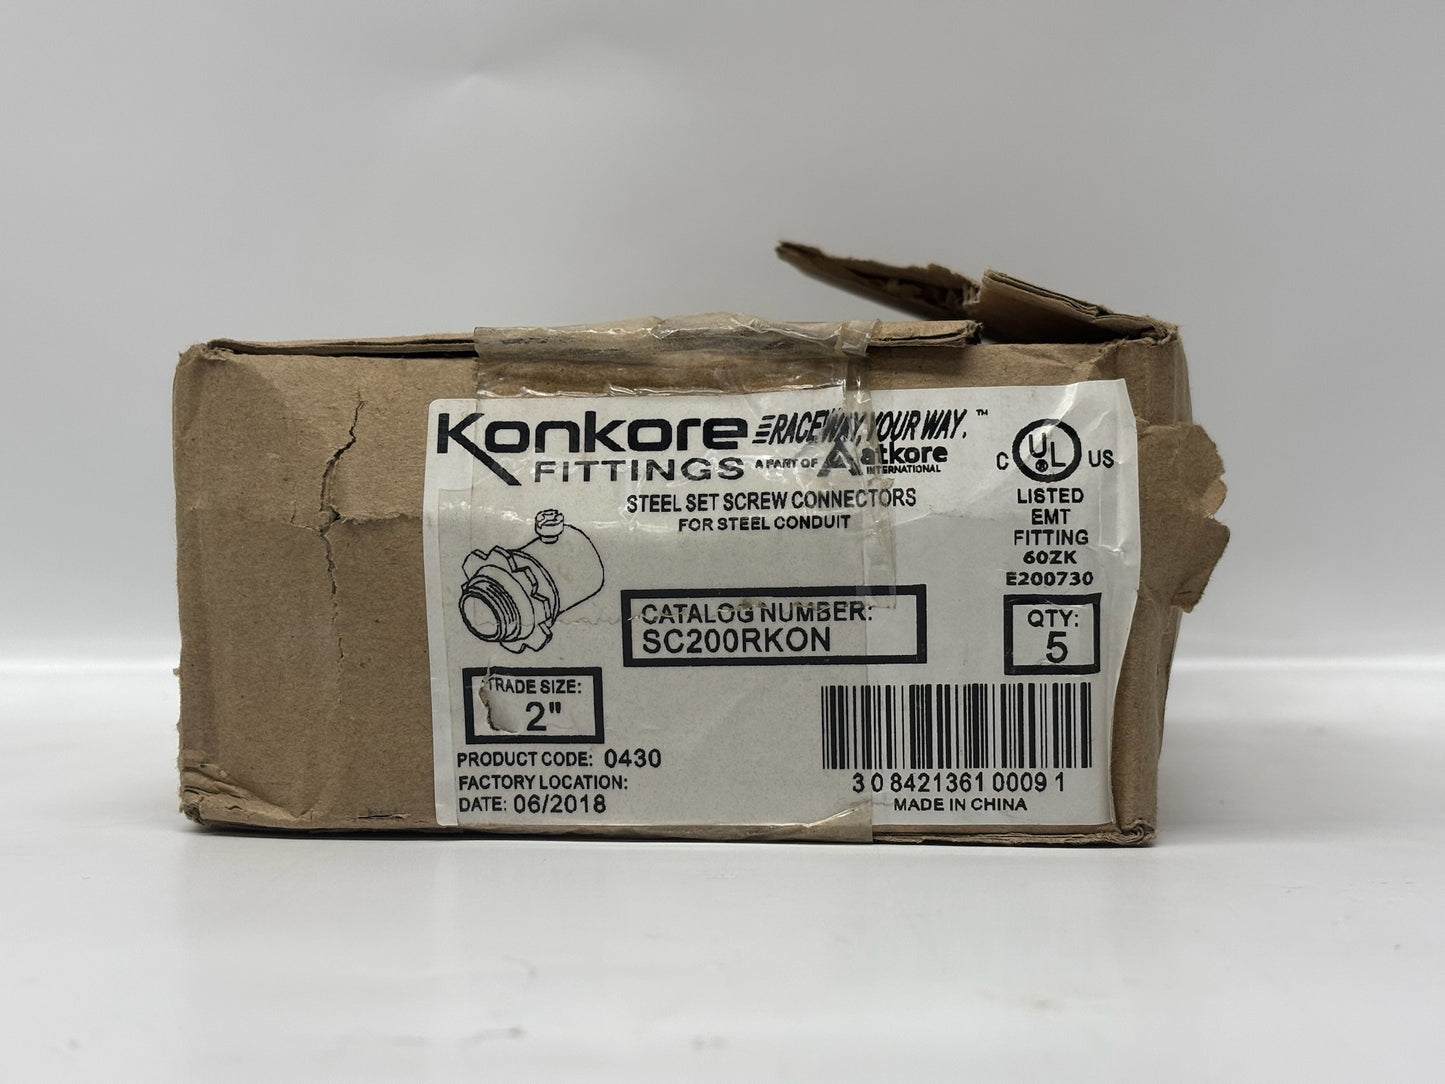 Konkore RACEWAY, YOUR WAY.™
FITTINGS A PART OF atkore
INTERNATIONAL
STEEL SET SCREW CONNECTORS
FOR STEEL CONDUIT
C UL ® US
LISTED
EMT
FITTING
60ZK
E200730
CATALOG NUMBER:
SC200RKON
QTY:
5
TRADE SIZE:
2"
PRODUCT CODE: 0430
FACTORY LOCATION:
DATE: 06/2018
3 0 8421361 0009 1
MADE IN CHINA